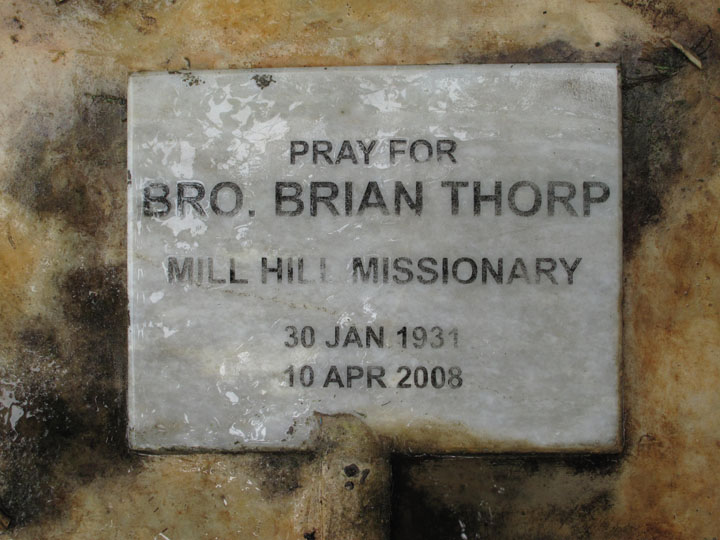 PRAY FOR
BRO. BRIAN THORP
MILL HILL MISSIONARY
30 JAN 1931
10 APR 2008